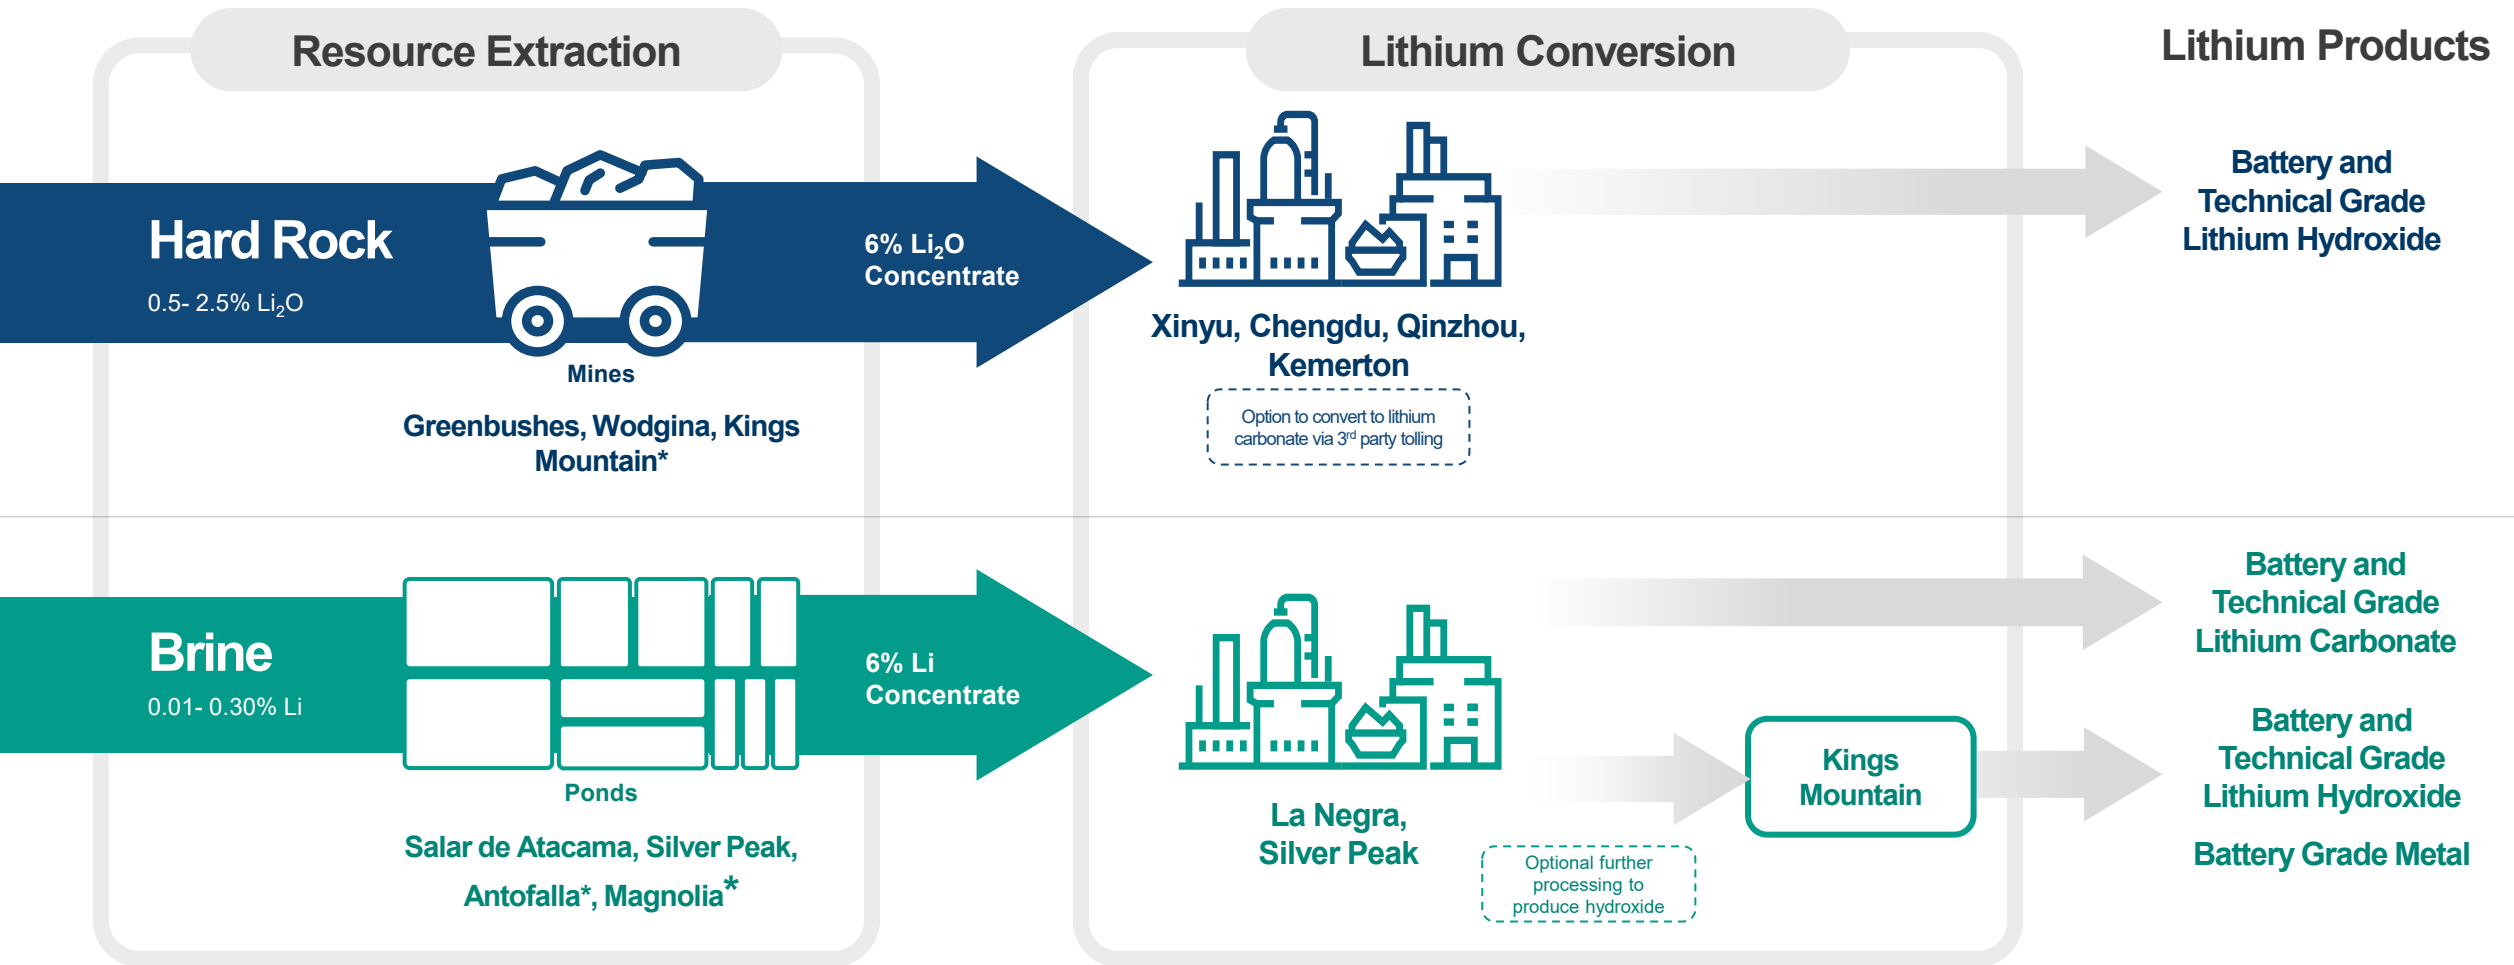 Resource Extraction
Lithium Conversion
Lithium Products
Hard Rock
0.5- 2.5% Li₂O
Mines
Greenbushes, Wodgina, Kings
Mountain*
6% Li₂O
Concentrate
Xinyu, Chengdu, Qinzhou,
Kemerton
Option to convert to lithium
carbonate via 3rd party tolling
Battery and
Technical Grade
Lithium Hydroxide
Brine
0.01- 0.30% Li
Ponds
Salar de Atacama, Silver Peak,
Antofalla*, Magnolia*
6% Li
Concentrate
La Negra,
Silver Peak
Optional further
processing to
produce hydroxide
Kings
Mountain
Battery and
Technical Grade
Lithium Carbonate
Battery and
Technical Grade
Lithium Hydroxide
Battery Grade Metal